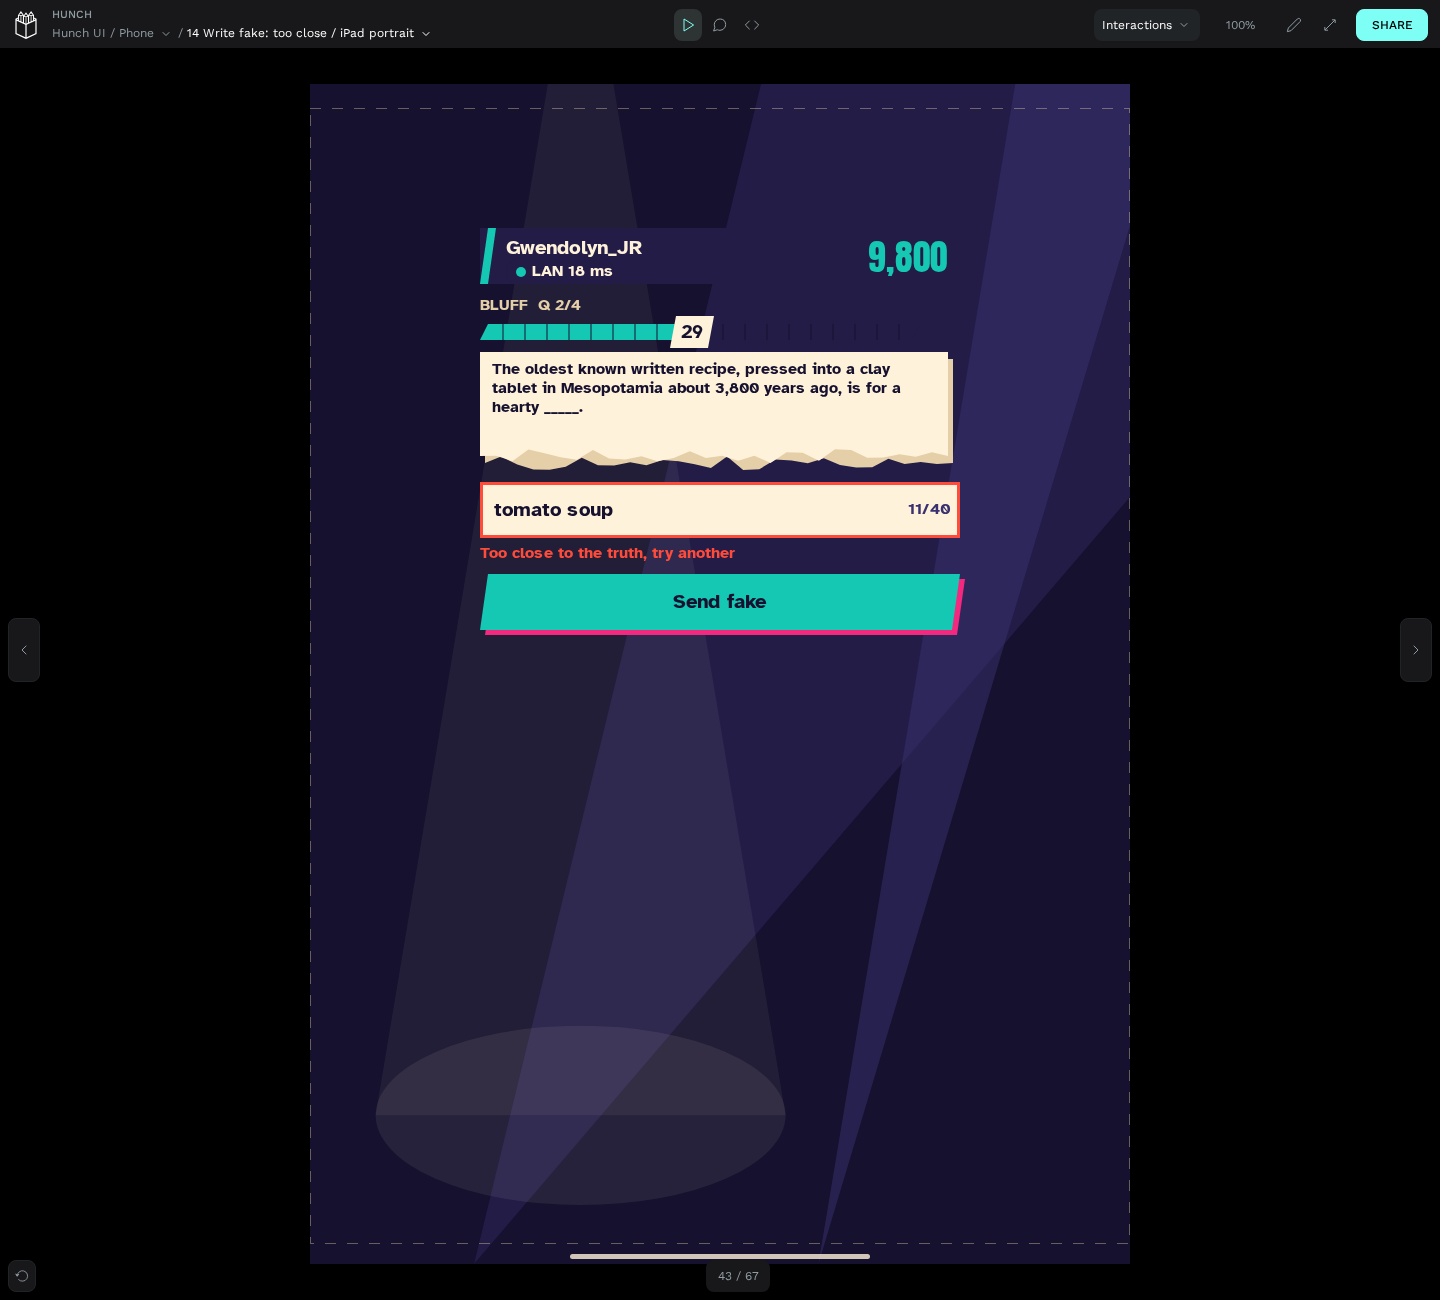 HUNCH
Hunch UI / Phone / 14 Write fake: too close / iPad portrait
Interactions
100%
SHARE
Gwendolyn_JR
9,800
LAN 18 ms
BLUFF Q 2/4
29
The oldest known written recipe, pressed into a clay
tablet in Mesopotamia about 3,800 years ago, is for a
hearty _____.
tomato soup
11/40
Too close to the truth, try another
Send fake
43 / 67